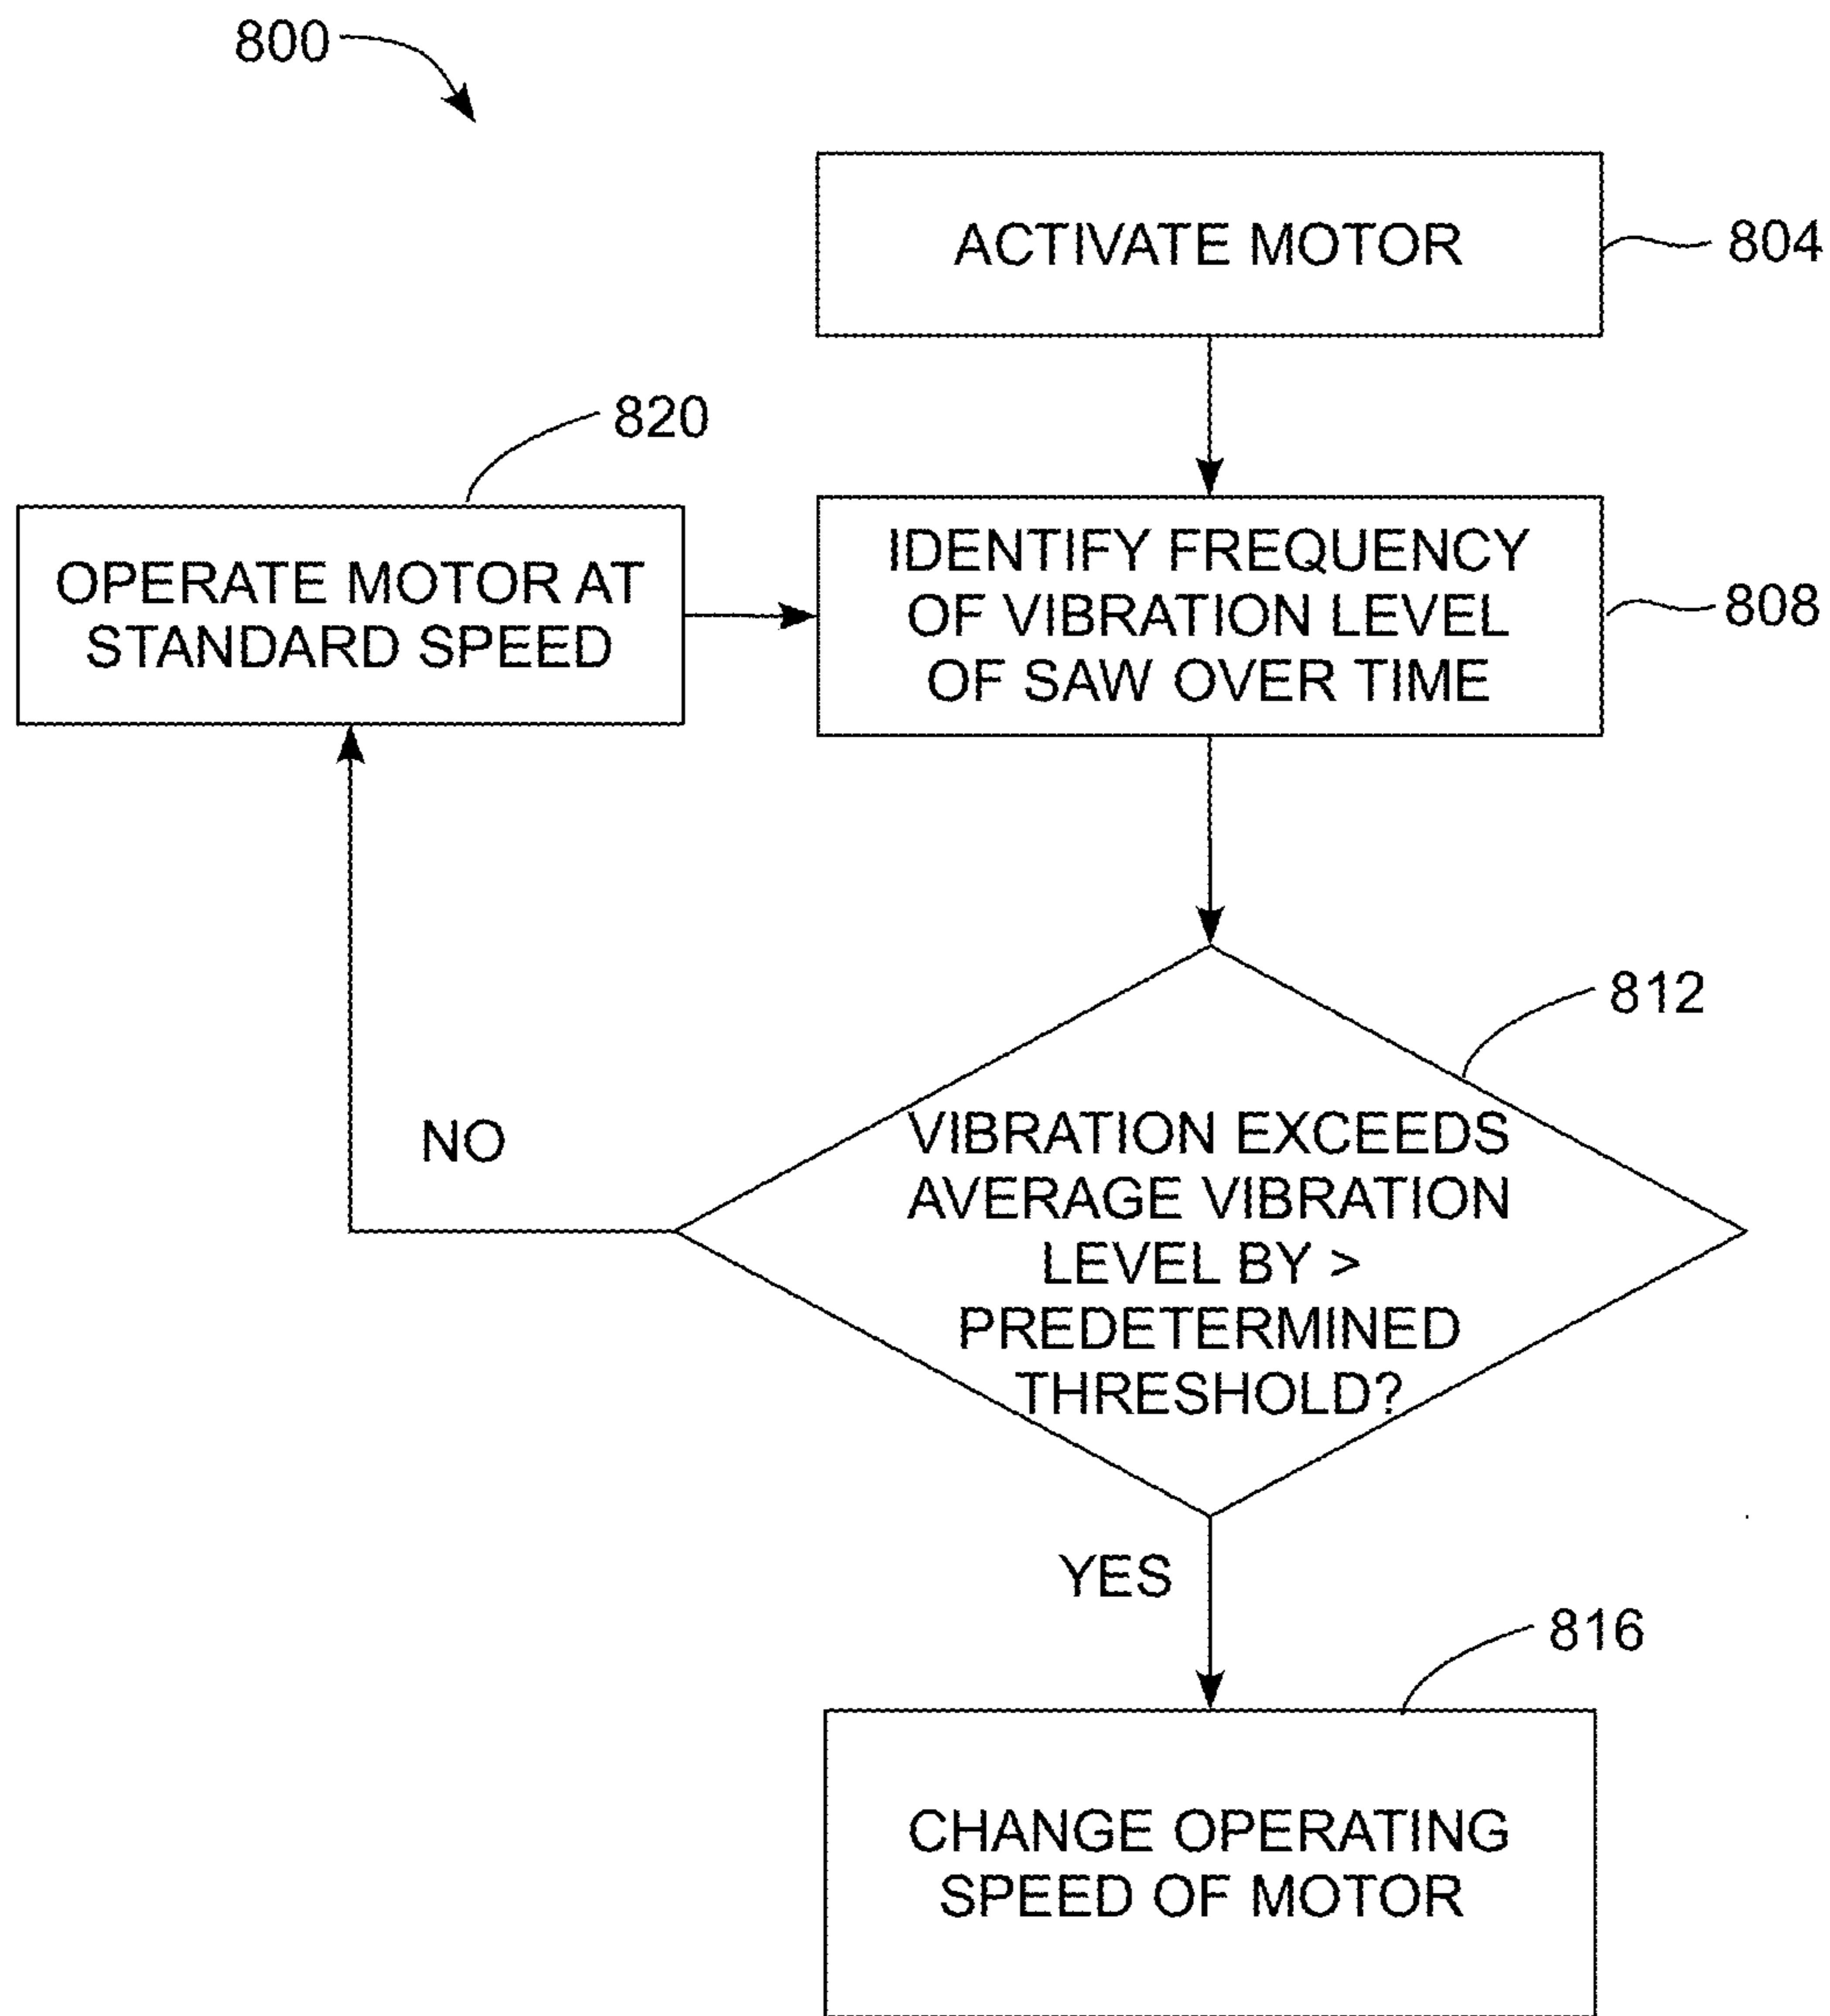 800
ACTIVATE MOTOR
804
820
OPERATE MOTOR AT
STANDARD SPEED
IDENTIFY FREQUENCY
OF VIBRATION LEVEL
OF SAW OVER TIME
808
812
NO
VIBRATION EXCEEDS
AVERAGE VIBRATION
LEVEL BY >
PREDETERMINED
THRESHOLD?
YES
816
CHANGE OPERATING
SPEED OF MOTOR